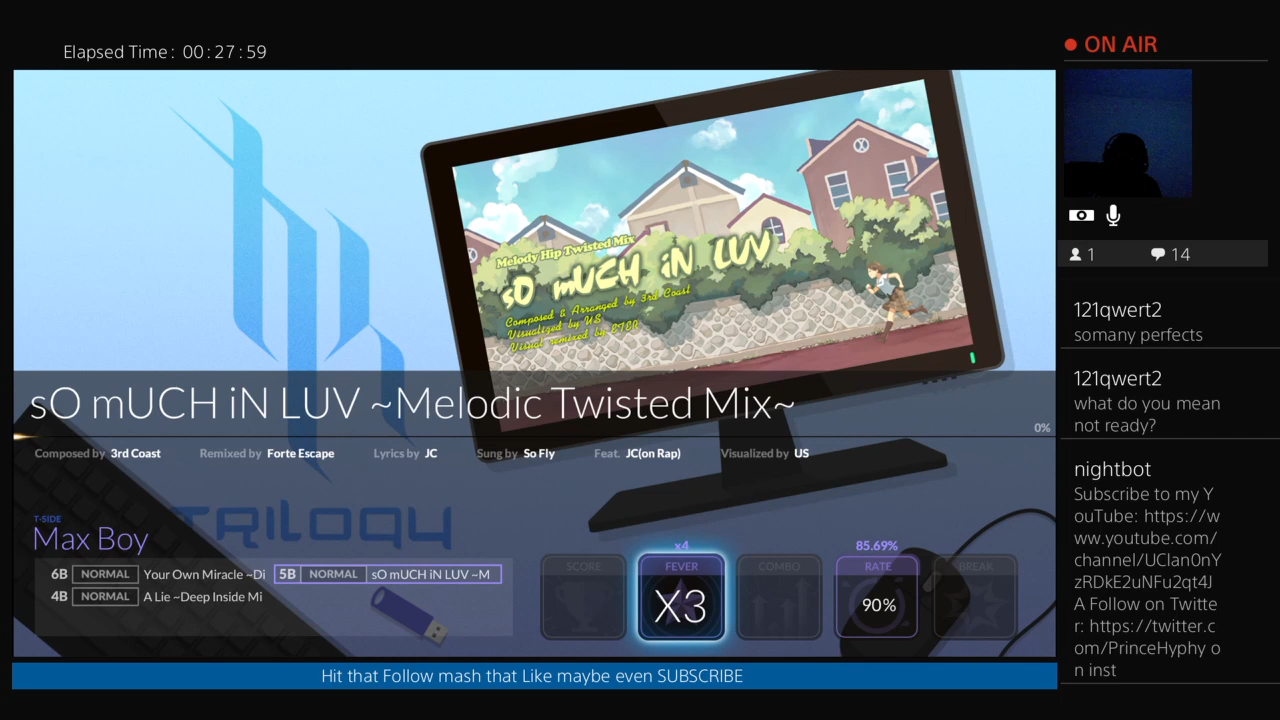 Elapsed Time: 00:27:59
ON AIR
1 14
Melody Hip Twisted Mix
sO mUCH iN LUV
Composed & Arranged by 3rd Coast
Visualized by US
Visual remixed by
sO mUCH iN LUV ~Melodic Twisted Mix~
0%
Composed by 3rd Coast Remixed by Forte Escape Lyrics by JC Sung by So Fly Feat. JC(on Rap) Visualized by US
TRILOGY
T-SIDE
Max Boy
6B NORMAL Your Own Miracle ~Di 5B NORMAL sO mUCH iN LUV ~M
4B NORMAL A Lie ~Deep Inside Mi
x4 85.69%
SCORE FEVER COMBO RATE BREAK
X3 90%
Hit that Follow mash that Like maybe even SUBSCRIBE
121qwert2
somany perfects
121qwert2
what do you mean
not ready?
nightbot
Subscribe to my Y
ouTube: https://w
ww.youtube.com/
channel/UClan0nY
zRDkE2uNFu2qt4J
A Follow on Twitte
r: https://twitter.c
om/PrinceHyphy o
n inst